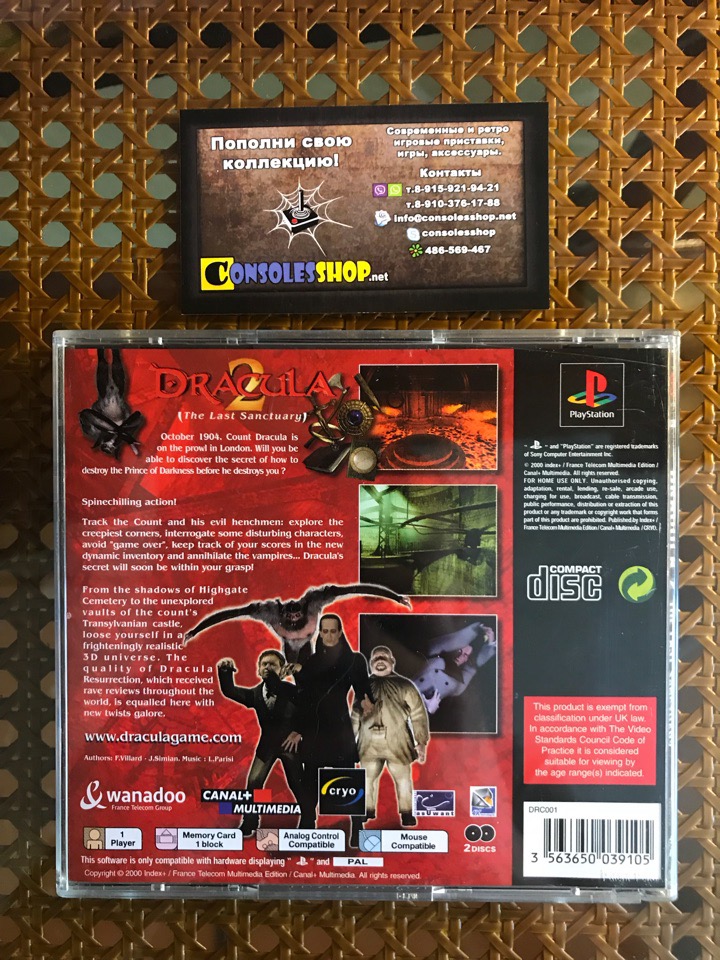 Пополни свою
коллекцию!
Современные и ретро
игровые приставки,
игры, аксессуары.
Контакты
т.8-915-921-94-21
т.8-910-376-17-88
info@consolesshop.net
consolesshop
486-569-467
CONSOLESSHOP.net
DRACULA 2
(The Last Sanctuary)
October 1904. Count Dracula is
on the prowl in London. Will you be
able to discover the secret of how to
destroy the Prince of Darkness before he destroys you ?
Spinechilling action!
Track the Count and his evil henchmen: explore the
creepiest corners, interrogate some disturbing characters,
avoid "game over", keep track of your scores in the new
dynamic inventory and annihilate the vampires... Dracula's
secret will soon be within your grasp!
From the shadows of Highgate
Cemetery to the unexplored
vaults of the count's
Transylvanian castle,
loose yourself in a
frighteningly realistic
3D universe. The
quality of Dracula
Resurrection, which received
rave reviews throughout the
world, is equalled here with
new twists galore.
www.draculagame.com
Authors: F.Villard - J.Simian. Music : L.Parisi
wanadoo
France Telecom Group
CANAL+
MULTIMEDIA
cryo
asUwant
1
Player
Memory Card
1 block
Analog Control
Compatible
Mouse
Compatible
2 DISCS
This software is only compatible with hardware displaying " " and PAL
Copyright © 2000 Index+ / France Telecom Multimedia Edition / Canal+ Multimedia. All rights reserved
PlayStation
" " and "PlayStation" are registered trademarks
of Sony Computer Entertainment Inc.
© 2000 index+ / France Telecom Multimedia Edition /
Canal+ Multimedia. All rights reserved.
FOR HOME USE ONLY. Unauthorised copying,
adaptation, rental, lending, re-sale, arcade use,
charging for use, broadcast, cable transmission,
public performance, distribution or extraction of this
product or any trademark or copyright work that forms
part of this product are prohibited. Published by Index+ /
France Telecom Multimedia Edition / Canal+ Multimedia / CRYO.
COMPACT
disc
This product is exempt from
classification under UK law.
In accordance with The Video
Standards Council Code of
Practice it is considered
suitable for viewing by
the age range(s) indicated.
DRC001
3 563650 039105